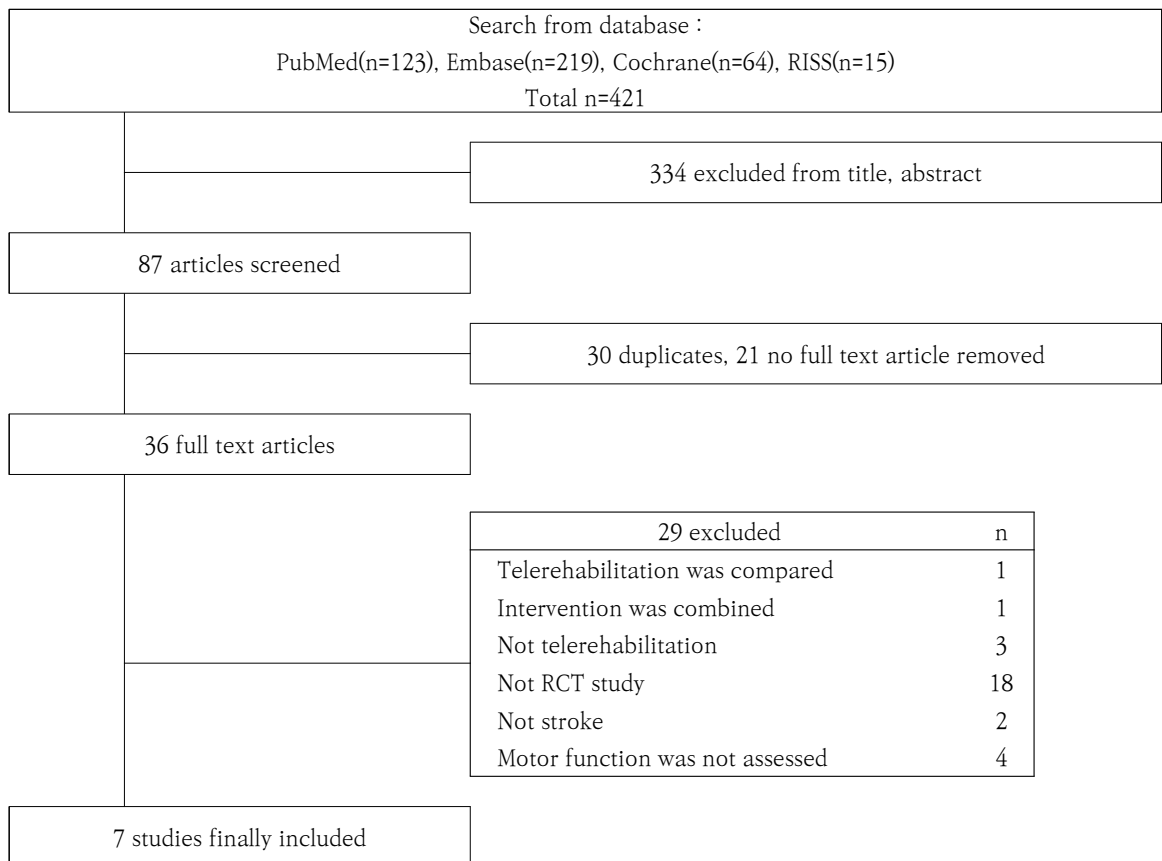 Search from database :
PubMed(n=123), Embase(n=219), Cochrane(n=64), RISS(n=15)
Total n=421
334 excluded from title, abstract
87 articles screened
30 duplicates, 21 no full text article removed
36 full text articles
29 excluded n
Telerehabilitation was compared 1
Intervention was combined 1
Not telerehabilitation 3
Not RCT study 18
Not stroke 2
Motor function was not assessed 4
7 studies finally included